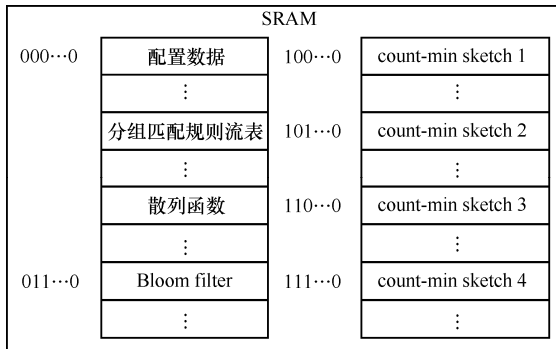 SRAM
000…0 配置数据 100…0 count-min sketch 1
⋮ ⋮
分组匹配规则流表 101…0 count-min sketch 2
⋮ ⋮
散列函数 110…0 count-min sketch 3
⋮ ⋮
011…0 Bloom filter 111…0 count-min sketch 4
⋮ ⋮